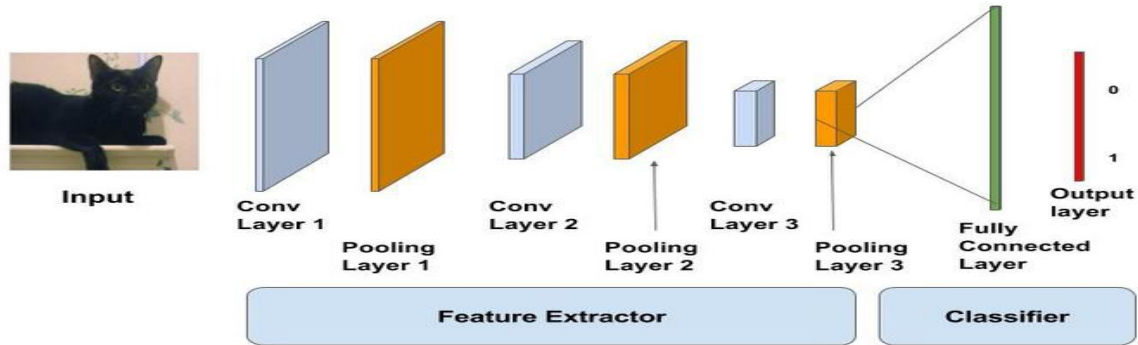 Input
Conv
Layer 1
Pooling
Layer 1
Conv
Layer 2
Pooling
Layer 2
Conv
Layer 3
Pooling
Layer 3
Fully
Connected
Layer
0
1
Output
layer
Feature Extractor
Classifier